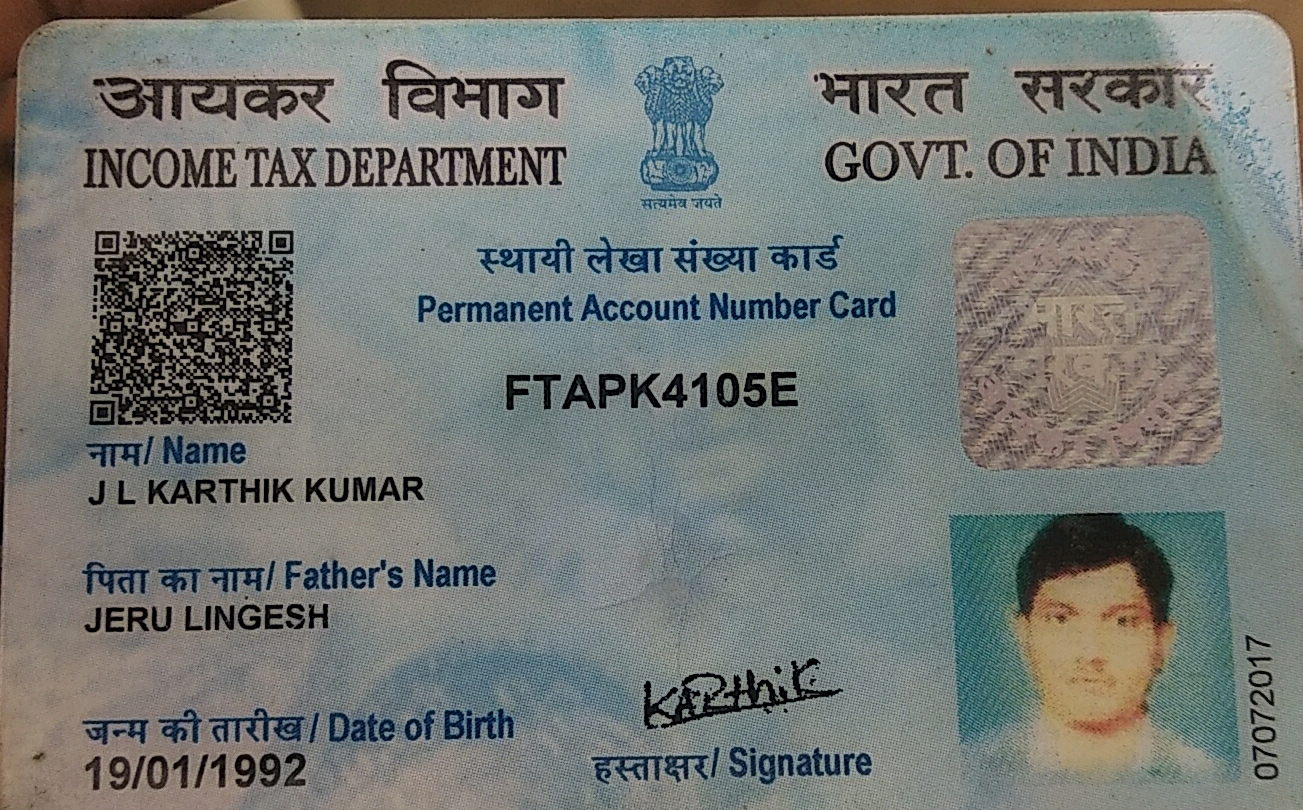 आयकर विभाग
INCOME TAX DEPARTMENT
सत्यमेव जयते
भारत सरकार
GOVT. OF INDIA
स्थायी लेखा संख्या कार्ड
Permanent Account Number Card
FTAPK4105E
भारत
नाम/ Name
J L KARTHIK KUMAR
पिता का नाम/ Father's Name
JERU LINGESH
जन्म की तारीख / Date of Birth
19/01/1992
KARthiK
हस्ताक्षर/ Signature
07072017